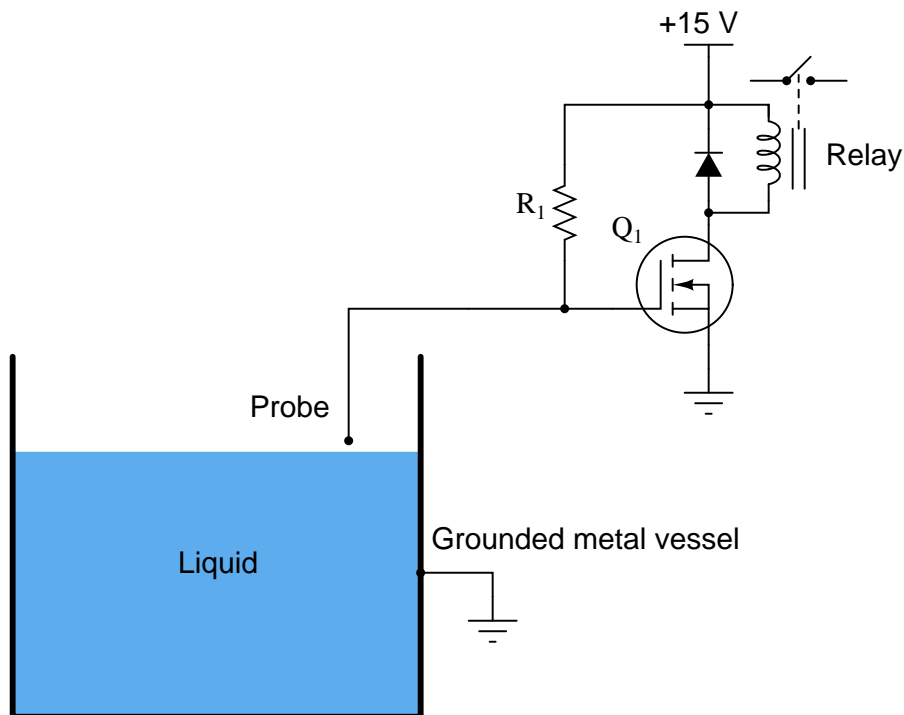 +15 V
Relay
R1
Q1
Probe
Grounded metal vessel
Liquid